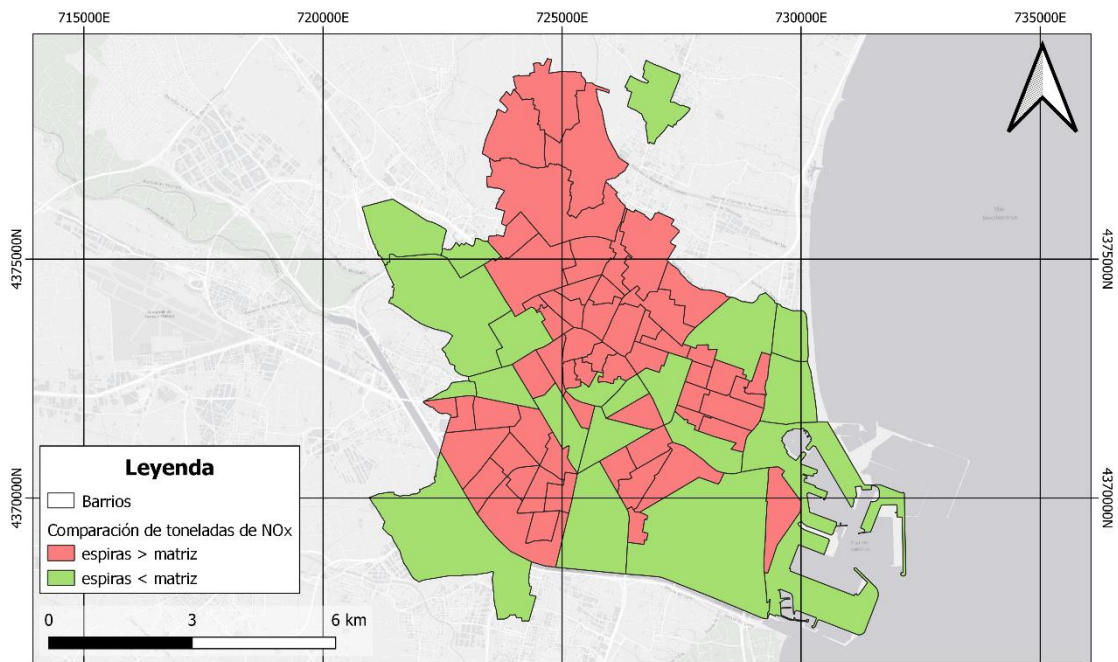 715000E 720000E 725000E 730000E 735000E
4375000N 4375000N
4370000N 4370000N
Leyenda
Barrios
Comparación de toneladas de NOx
espiras > matriz
espiras < matriz
0 3 6 km